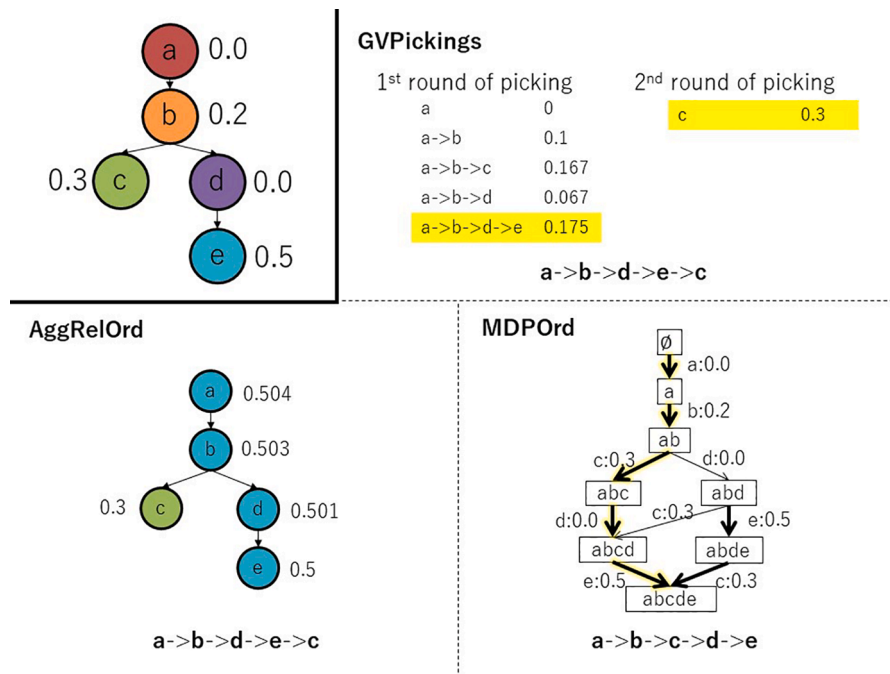 a 0.0
b 0.2
0.3 c d 0.0
e 0.5
GVPickings
1st round of picking
a 0
a->b 0.1
a->b->c 0.167
a->b->d 0.067
a->b->d->e 0.175
2nd round of picking
c 0.3
a->b->d->e->c
AggRelOrd
a 0.504
b 0.503
0.3 c d 0.501
e 0.5
a->b->d->e->c
MDPOrd
ø
a:0.0
a
b:0.2
ab
c:0.3 d:0.0
abc abd
d:0.0 c:0.3 e:0.5
abcd abde
e:0.5 c:0.3
abcde
a->b->c->d->e